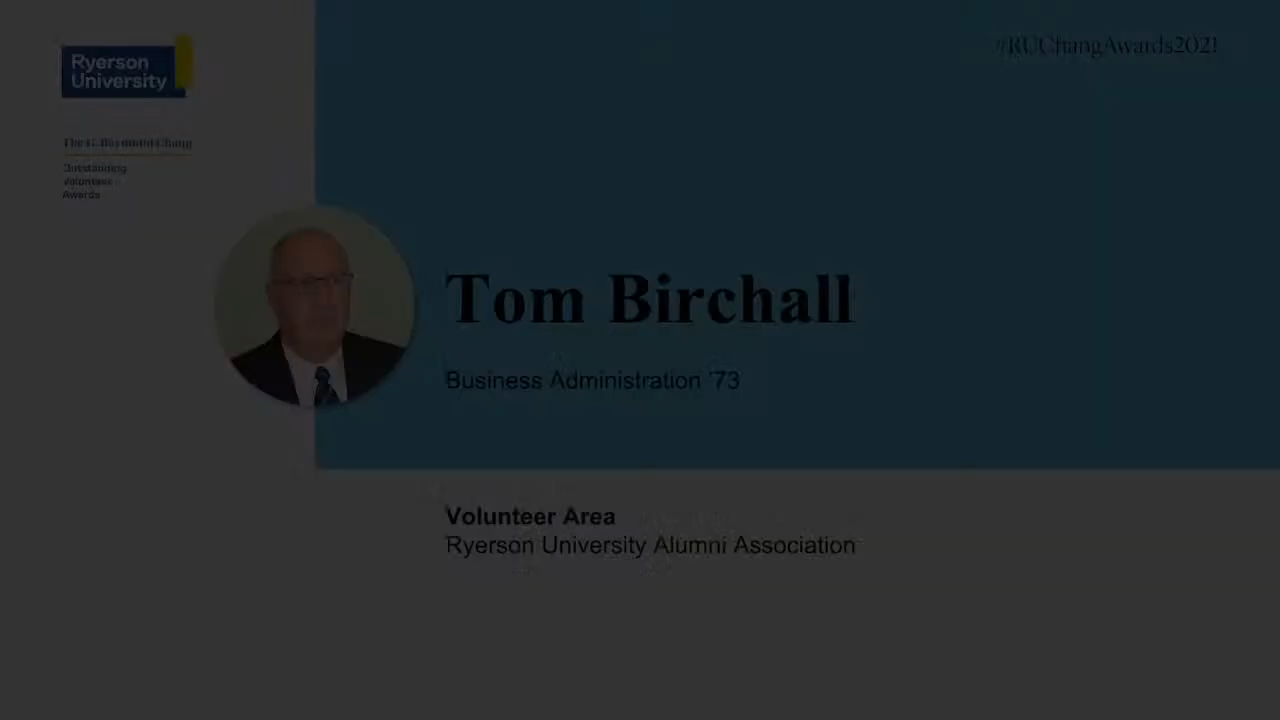 Ryerson
University
#RUChangAwards2021
The G. Raymond Chang
Outstanding
Volunteer
Awards
Tom Birchall
Business Administration '73
Volunteer Area
Ryerson University Alumni Association